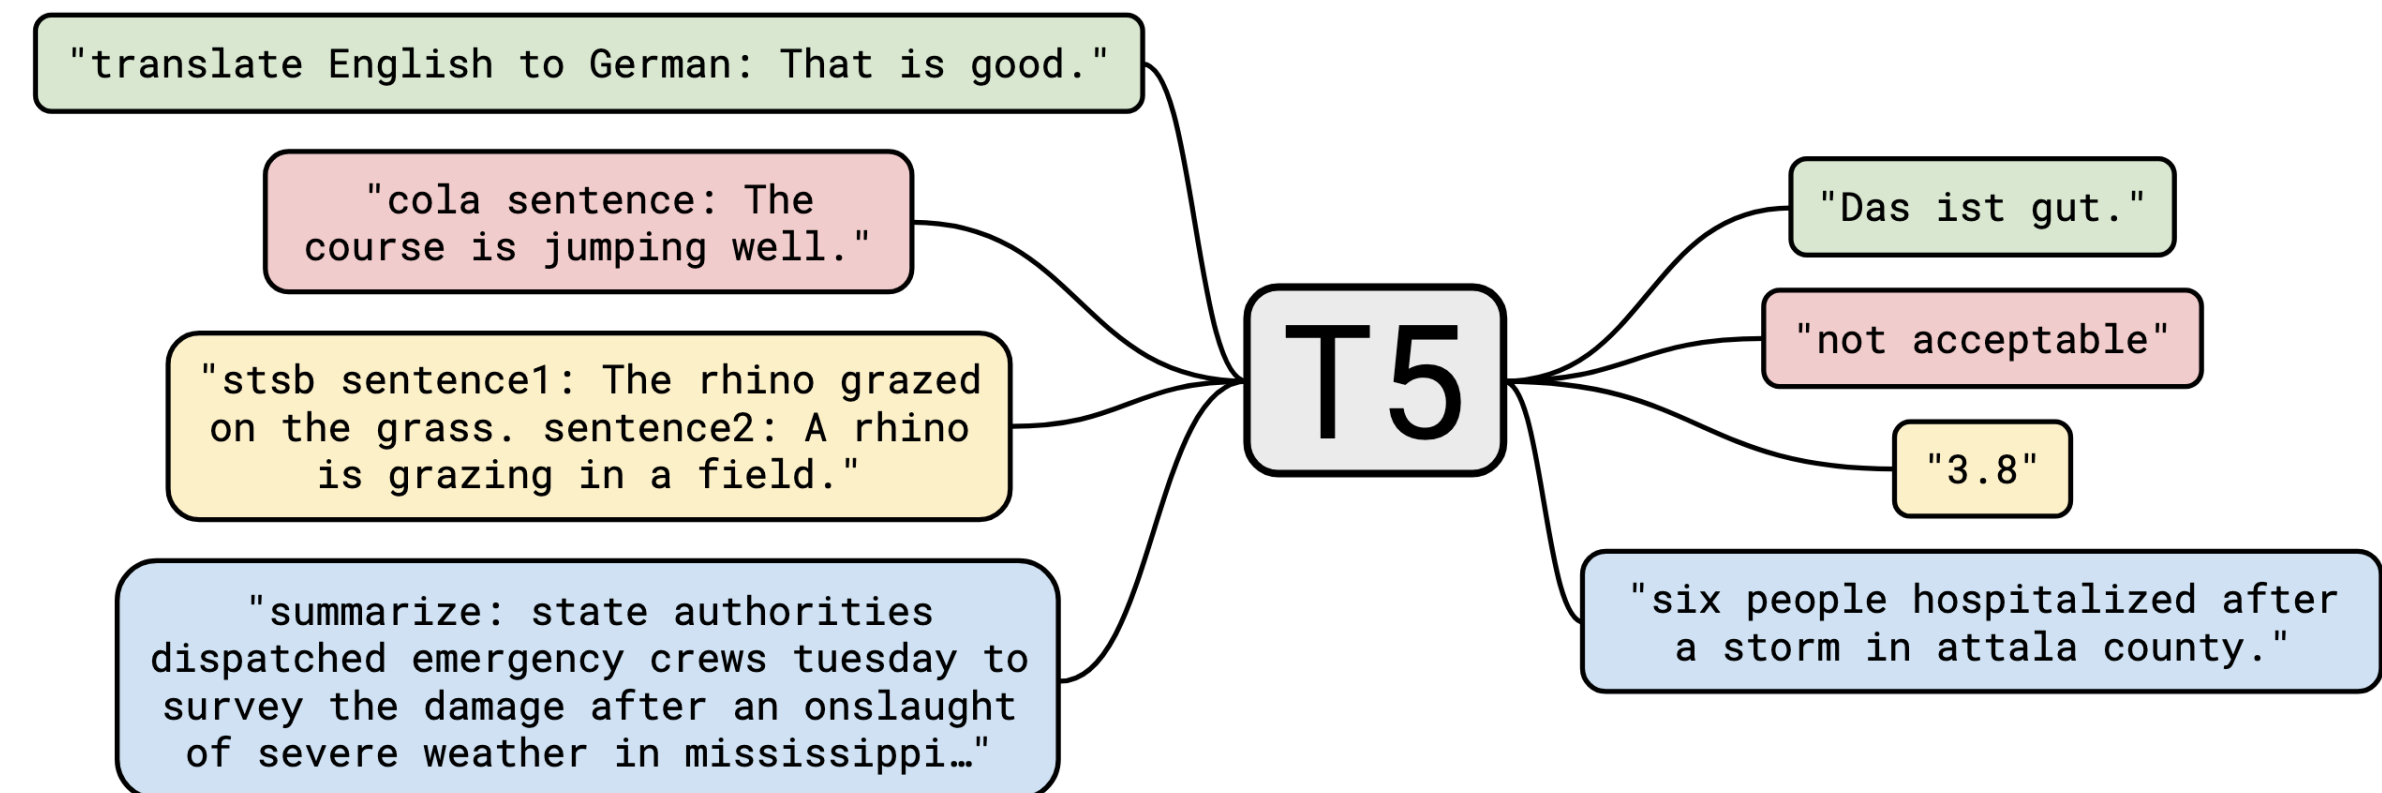 "translate English to German: That is good."
"cola sentence: The
course is jumping well."
"stsb sentence1: The rhino grazed
on the grass. sentence2: A rhino
is grazing in a field."
"summarize: state authorities
dispatched emergency crews tuesday to
survey the damage after an onslaught
of severe weather in mississippi…"
T5
"Das ist gut."
"not acceptable"
"3.8"
"six people hospitalized after
a storm in attala county."